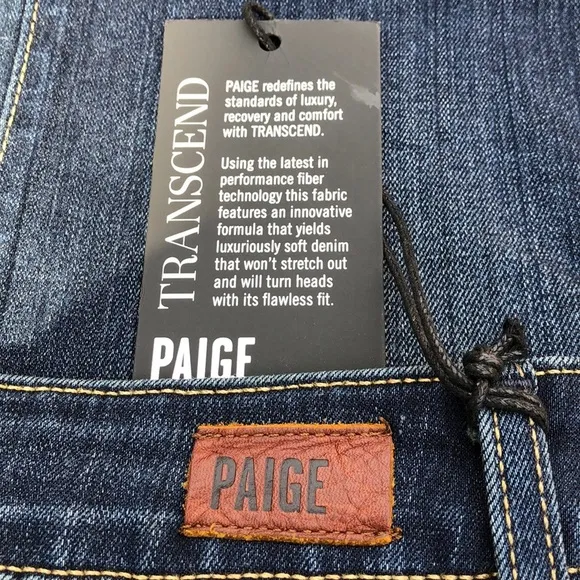 TRANSCEND
PAIGE redefines the
standards of luxury,
recovery and comfort
with TRANSCEND.
Using the latest in
performance fiber
technology this fabric
features an innovative
formula that yields
luxuriously soft denim
that won't stretch out
and will turn heads
with its flawless fit.
PAIGE
PAIGE